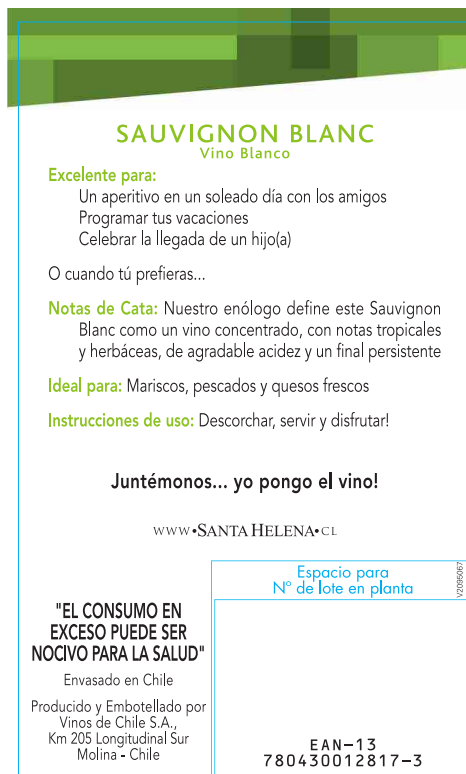 SAUVIGNON BLANC
Vino Blanco
Excelente para:
Un aperitivo en un soleado día con los amigos
Programar tus vacaciones
Celebrar la llegada de un hijo(a)
O cuando tú prefieras...
Notas de Cata: Nuestro enólogo define este Sauvignon
Blanc como un vino concentrado, con notas tropicales
y herbáceas, de agradable acidez y un final persistente
Ideal para: Mariscos, pescados y quesos frescos
Instrucciones de uso: Descorchar, servir y disfrutar!
Juntémonos... yo pongo el vino!
WWW•SANTA HELENA•CL
Espacio para
Nº de lote en planta
V2095067
"EL CONSUMO EN
EXCESO PUEDE SER
NOCIVO PARA LA SALUD"
Envasado en Chile
Producido y Embotellado por
Vinos de Chile S.A.,
Km 205 Longitudinal Sur
Molina - Chile
EAN-13
780430012817-3